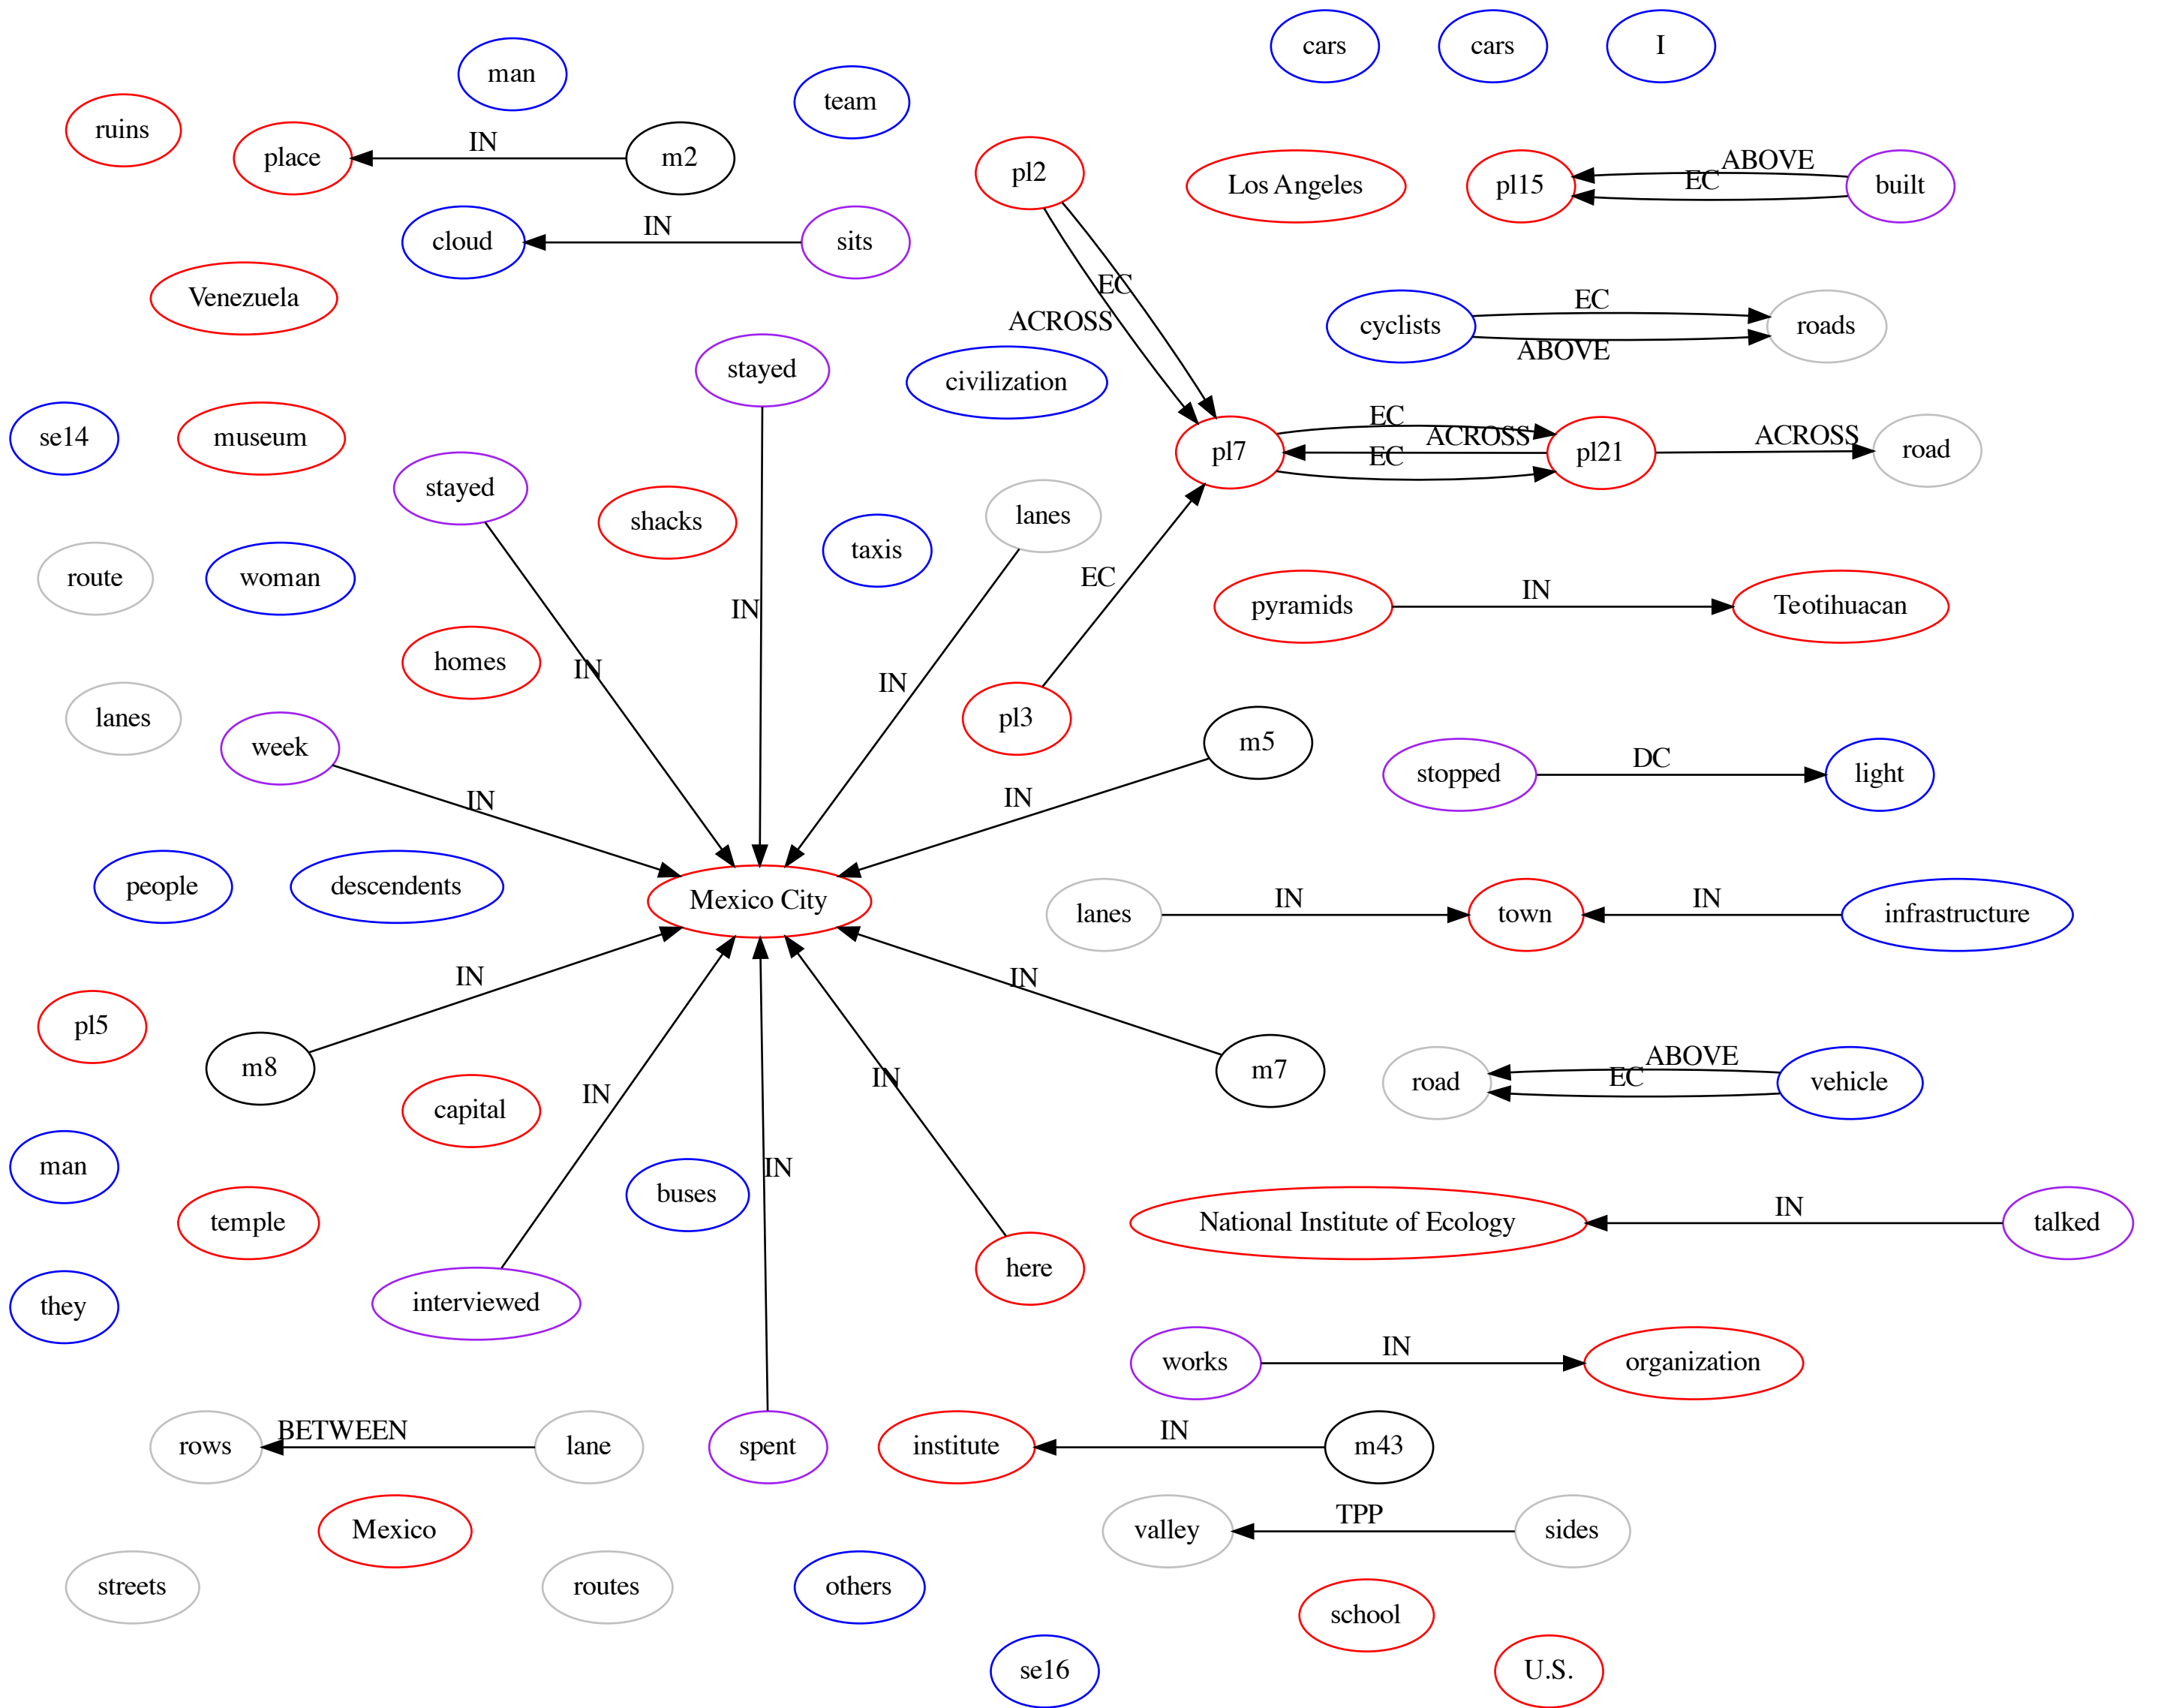 cars
cars
I
man
team
ruins
place
IN
m2
pl2
Los Angeles
pl15
ABOVE
EC
built
cloud
IN
sits
Venezuela
EC
ACROSS
cyclists
EC
ABOVE
roads
stayed
civilization
se14
museum
stayed
shacks
IN
lanes
taxis
pl7
EC
ACROSS
EC
pl21
ACROSS
road
route
woman
homes
IN
IN
EC
pyramids
IN
Teotihuacan
lanes
week
IN
pl3
m5
IN
stopped
DC
light
people
descendents
Mexico City
lanes
IN
town
IN
infrastructure
pl5
m8
IN
IN
m7
road
ABOVE
EC
vehicle
capital
IN
IN
man
temple
buses
IN
National Institute of Ecology
IN
talked
they
interviewed
here
works
IN
organization
rows
BETWEEN
lane
spent
institute
IN
m43
Mexico
valley
TPP
sides
streets
routes
others
school
se16
U.S.